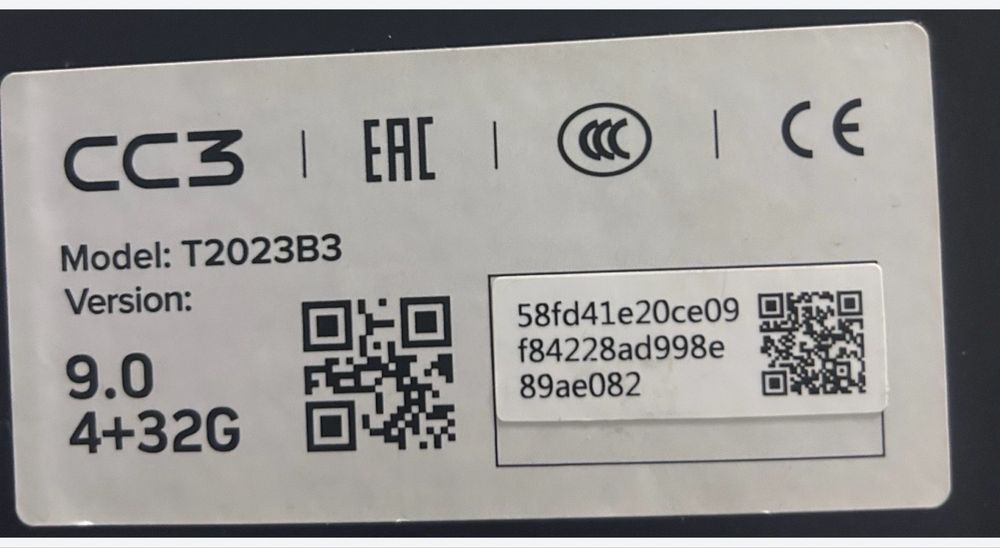 CC3 | EAC | CCC | CE
Model: T2023B3
Version:
9.0
4+32G
58fd41e20ce09
f84228ad998e
89ae082